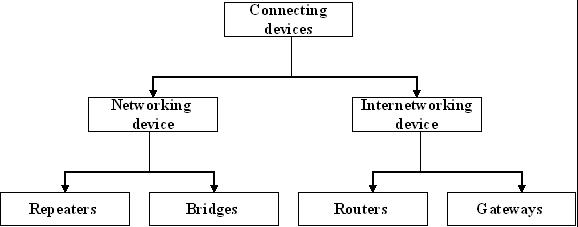 Connecting
devices
Networking
device
Internetworking
device
Repeaters
Bridges
Routers
Gateways